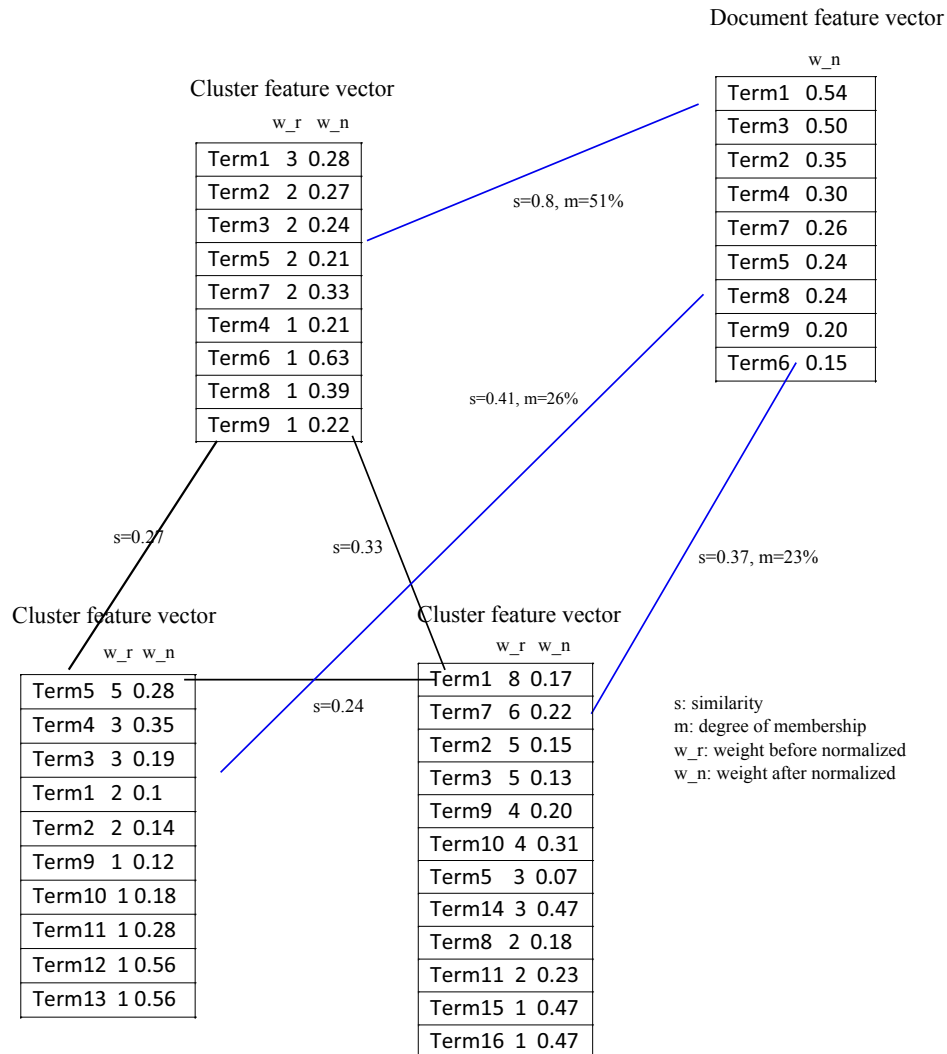 Document feature vector
w_n
Term1 0.54
Term3 0.50
Term2 0.35
Term4 0.30
Term7 0.26
Term5 0.24
Term8 0.24
Term9 0.20
Term6 0.15
Cluster feature vector
w_r w_n
Term1 3 0.28
Term2 2 0.27
Term3 2 0.24
Term5 2 0.21
Term7 2 0.33
Term4 1 0.21
Term6 1 0.63
Term8 1 0.39
Term9 1 0.22
s=0.8, m=51%
s=0.41, m=26%
s=0.27
s=0.33
s=0.37, m=23%
Cluster feature vector
w_r w_n
Term5 5 0.28
Term4 3 0.35
Term3 3 0.19
Term1 2 0.1
Term2 2 0.14
Term9 1 0.12
Term10 1 0.18
Term11 1 0.28
Term12 1 0.56
Term13 1 0.56
s=0.24
Cluster feature vector
w_r w_n
Term1 8 0.17
Term7 6 0.22
Term2 5 0.15
Term3 5 0.13
Term9 4 0.20
Term10 4 0.31
Term5 3 0.07
Term14 3 0.47
Term8 2 0.18
Term11 2 0.23
Term15 1 0.47
Term16 1 0.47
s: similarity
m: degree of membership
w_r: weight before normalized
w_n: weight after normalized